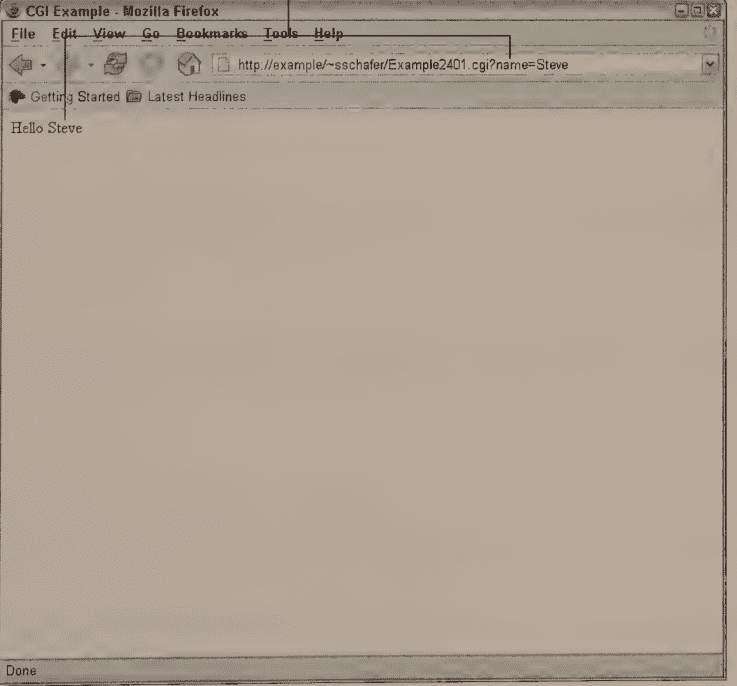 CGI Example - Mozilla Firefox
File Edit View Go Bookmarks Tools Help
http://example/~sschafer/Example2401.cgi?name=Steve
Getting Started Latest Headlines
Hello Steve
Done